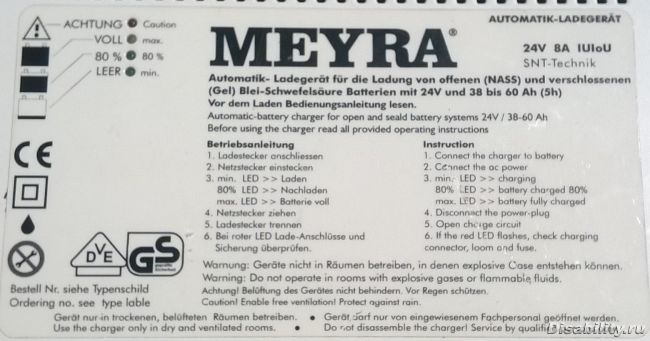 ACHTUNG Caution
VOLL max.
80 % 80 %
LEER min.
MEYRA®
AUTOMATIK-LADEGERÄT
24V 8A IUIoU
SNT-Technik
Automatik- Ladegerät für die Ladung von offenen (NASS) und verschlossenen
(Gel) Blei-Schwefelsäure Batterien mit 24V und 38 bis 60 Ah (5h)
Vor dem Laden Bedienungsanleitung lesen.
Automatic-battery charger for open and seald battery systems 24V / 38-60 Ah
Before using the charger read all provided operating instructions
Betriebsanleitung
1. Ladestecker anschliessen
2. Netzstecker einstecken
3. min. LED >> Laden
80% LED >> Nachladen
max. LED >> Batterie voll
4. Netzstecker ziehen
5. Ladestecker trennen
6. Bei roter LED Lade-Anschlüsse und
Sicherung überprüfen.
Instruction
1. Connect the charger to battery
2. Connect the ac power
3. min. LED >> charging
80% LED >> battery charged 80%
max. LED >> battery fully charged
4. Disconnect the power-plug
5. Open charge circuit
6. If the red LED flashes, check charging
connector, loom and fuse.
CE
DVE
GS
geprüfte
Sicherheit
Bestell Nr. siehe Typenschild
Ordering no. see type lable
Warnung: Geräte nicht in Räumen betreiben, in denen explosive Gase entstehen können.
Warning: Do not operate in rooms with explosive gases or flammable fluids.
Achtung! Belüftung des Gerätes nicht behindern. Vor Regen schützen.
Caution! Enable free ventilation! Protect against rain.
Gerät nur in trockenen, belüfteten Räumen betreiben. • Gerät darf nur von eingewiesenem Fachpersonal geöffnet werden.
Use the charger only in dry and ventilated rooms. • Do not disassemble the charger! Service by qualified
Disability.ru